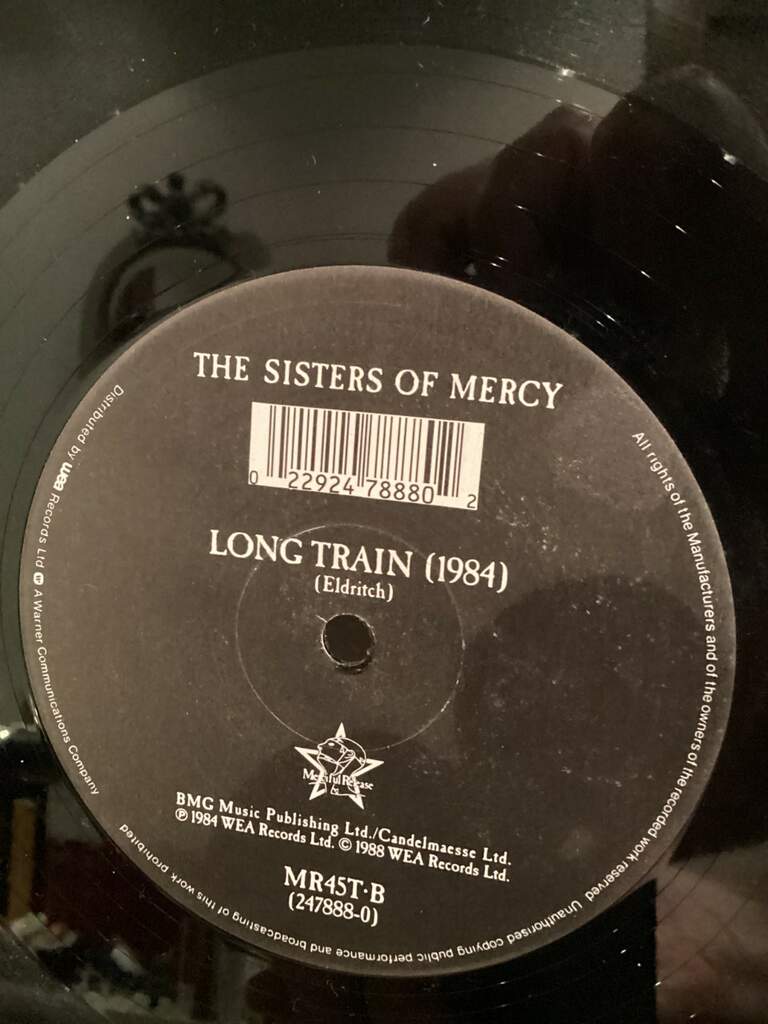 THE SISTERS OF MERCY
0 22924 78880 2
LONG TRAIN (1984)
(Eldritch)
Merciful Release
BMG Music Publishing Ltd./Candelmaesse Ltd.
℗ 1984 WEA Records Ltd. © 1988 WEA Records Ltd.
MR45T·B
(247888-0)
All rights of the Manufacturers and of the owners of the recorded work reserved Unauthorised copying public performance and broadcasting of this work prohibited
Distributed by wea Records Ltd A Warner Communications Company